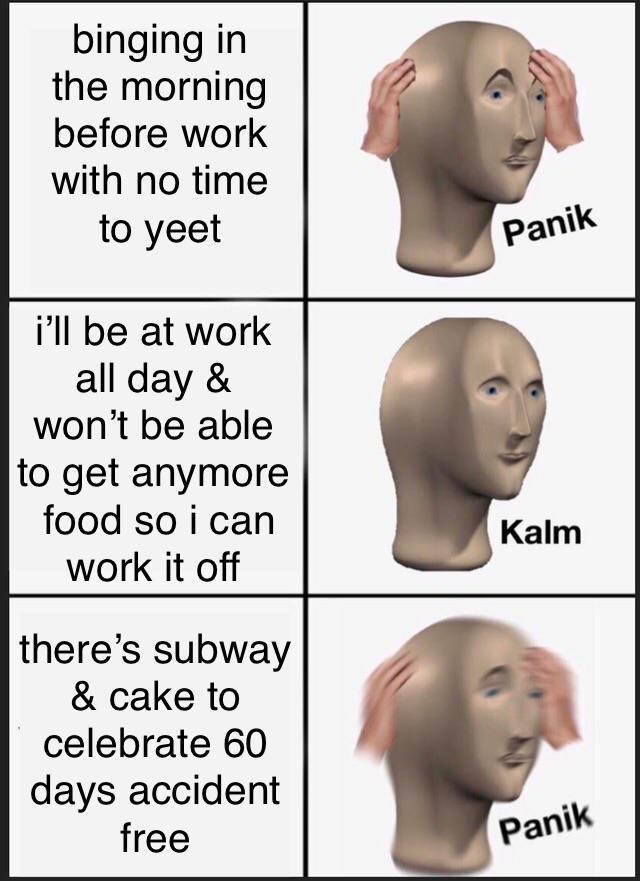 binging in
the morning
before work
with no time
to yeet
Panik
i'll be at work
all day &
won't be able
to get anymore
food so i can
work it off
Kalm
there's subway
& cake to
celebrate 60
days accident
free
Panik